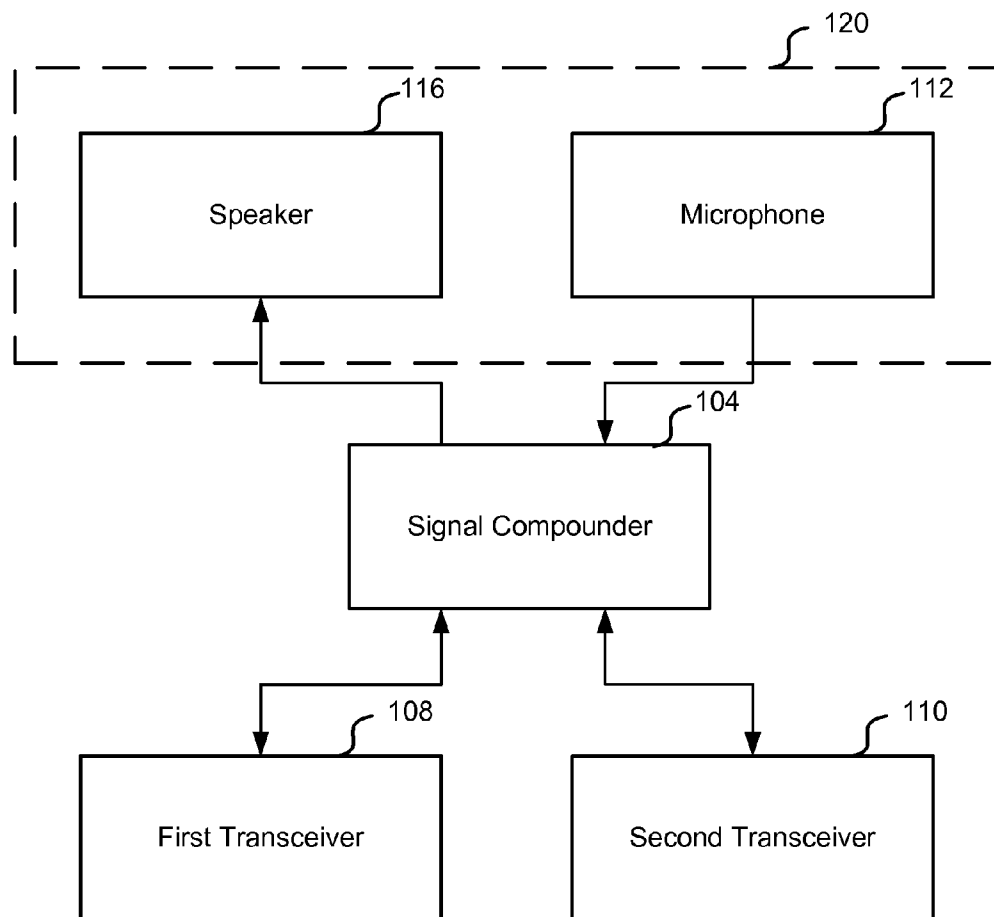 120
116
112
Speaker
Microphone
104
Signal Compounder
108
110
First Transceiver
Second Transceiver